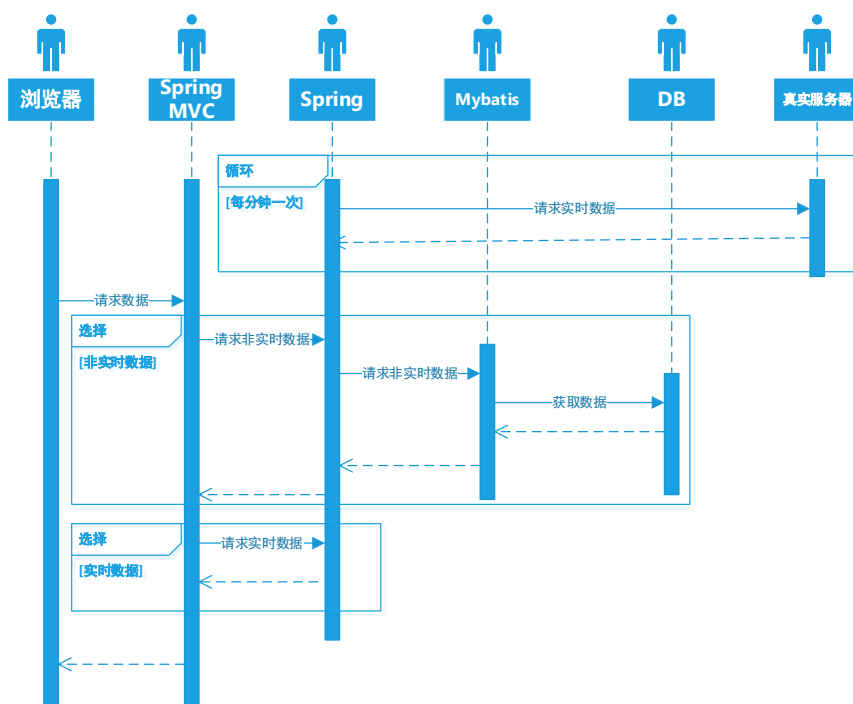 浏览器
Spring
MVC
Spring
Mybatis
DB
真实服务器
循环
[每分钟一次]
请求实时数据
请求数据
选择
[非实时数据]
请求非实时数据
请求非实时数据
获取数据
选择
[实时数据]
请求实时数据